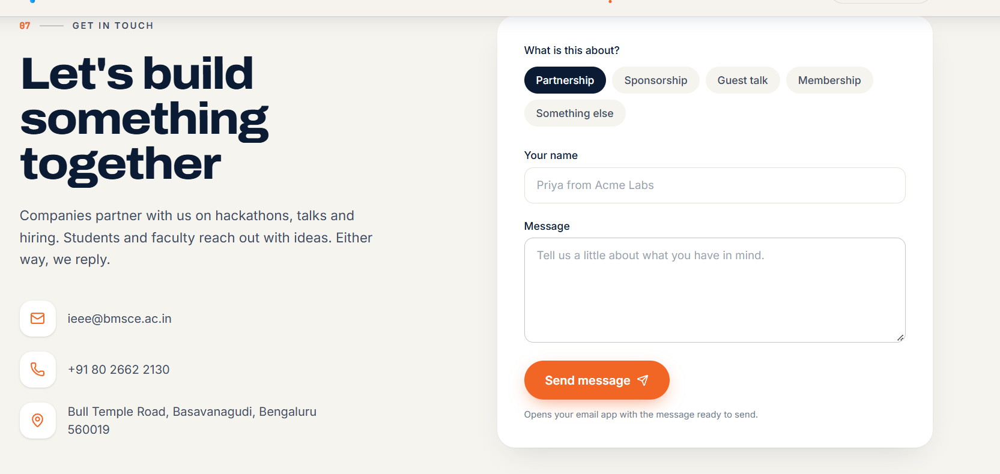 07 GET IN TOUCH
Let's build
something
together
Companies partner with us on hackathons, talks and
hiring. Students and faculty reach out with ideas. Either
way, we reply.
ieee@bmsce.ac.in
+91 80 2662 2130
Bull Temple Road, Basavanagudi, Bengaluru
560019
What is this about?
Partnership Sponsorship Guest talk Membership
Something else
Your name
Priya from Acme Labs
Message
Tell us a little about what you have in mind.
Send message
Opens your email app with the message ready to send.